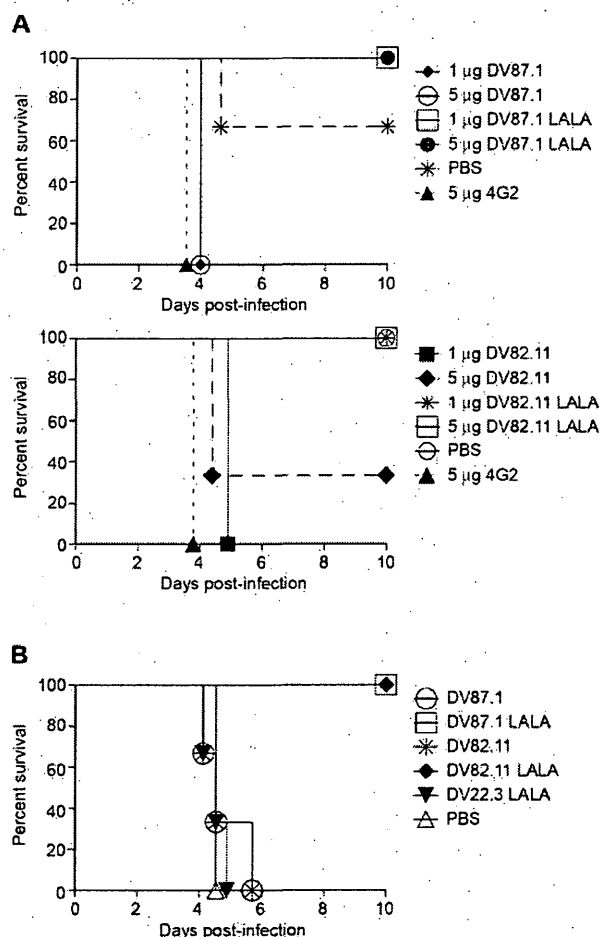 A
Percent survival
100
80
60
40
20
0
0 2 4 6 8 10
Days post-infection
1 µg DV87.1
5 µg DV87.1
1 µg DV87.1 LALA
5 µg DV87.1 LALA
PBS
5 µg 4G2
Percent survival
100
80
60
40
20
0
0 2 4 6 8 10
Days post-infection
1 µg DV82.11
5 µg DV82.11
1 µg DV82.11 LALA
5 µg DV82.11 LALA
PBS
5 µg 4G2
B
Percent survival
100
80
60
40
20
0
0 2 4 6 8 10
Days post-infection
DV87.1
DV87.1 LALA
DV82.11
DV82.11 LALA
DV22.3 LALA
PBS